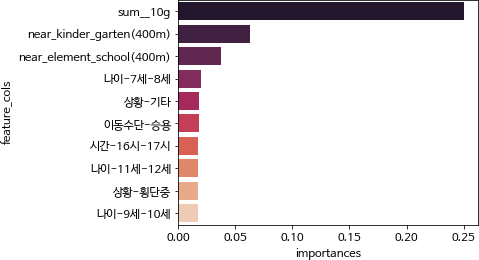 sum__10g
near_kinder_garten(400m)
near_element_school(400m)
나이-7세-8세
상황-기타
이동수단-승용
시간-16시-17시
나이-11세-12세
상황-횡단중
나이-9세-10세
feature_cols
0.00 0.05 0.10 0.15 0.20 0.25
importances